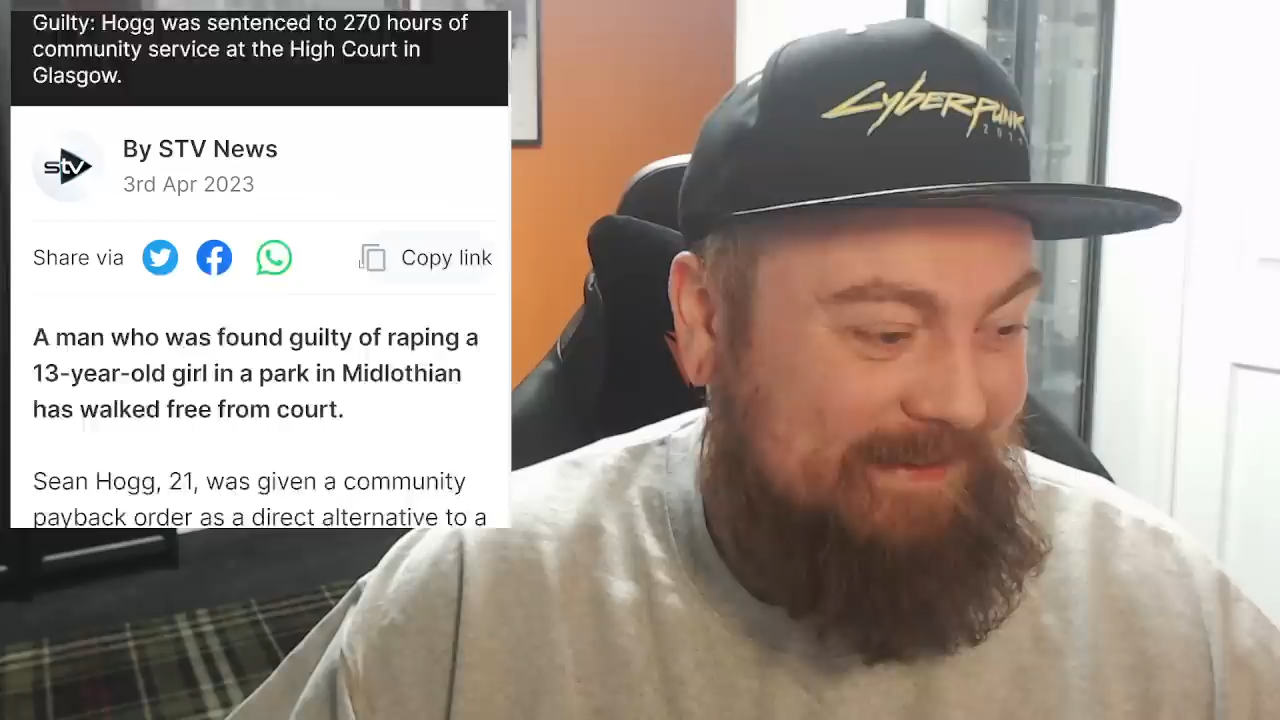 Guilty: Hogg was sentenced to 270 hours of
community service at the High Court in
Glasgow.
stv
By STV News
3rd Apr 2023
Share via
Copy link
A man who was found guilty of raping a
13-year-old girl in a park in Midlothian
has walked free from court.
Sean Hogg, 21, was given a community
payback order as a direct alternative to a
Cyberpunk